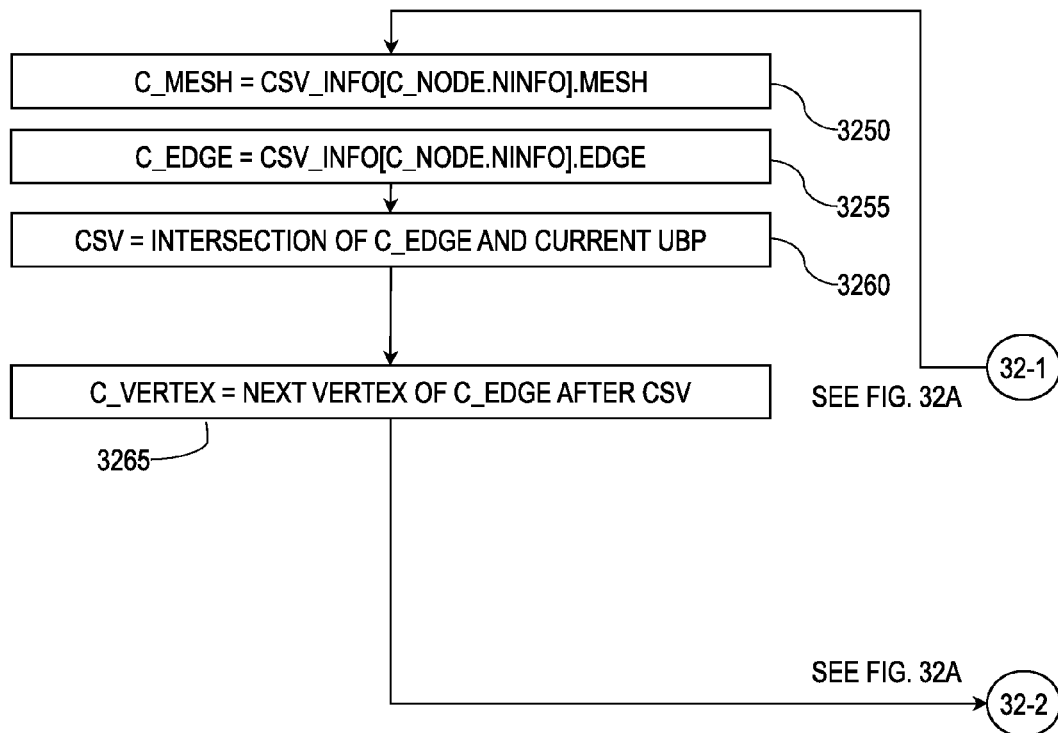 C_MESH = CSV_INFO[C_NODE.NINFO].MESH
3250
C_EDGE = CSV_INFO[C_NODE.NINFO].EDGE
3255
CSV = INTERSECTION OF C_EDGE AND CURRENT UBP
3260
32-1
C_VERTEX = NEXT VERTEX OF C_EDGE AFTER CSV
SEE FIG. 32A
3265
SEE FIG. 32A
32-2